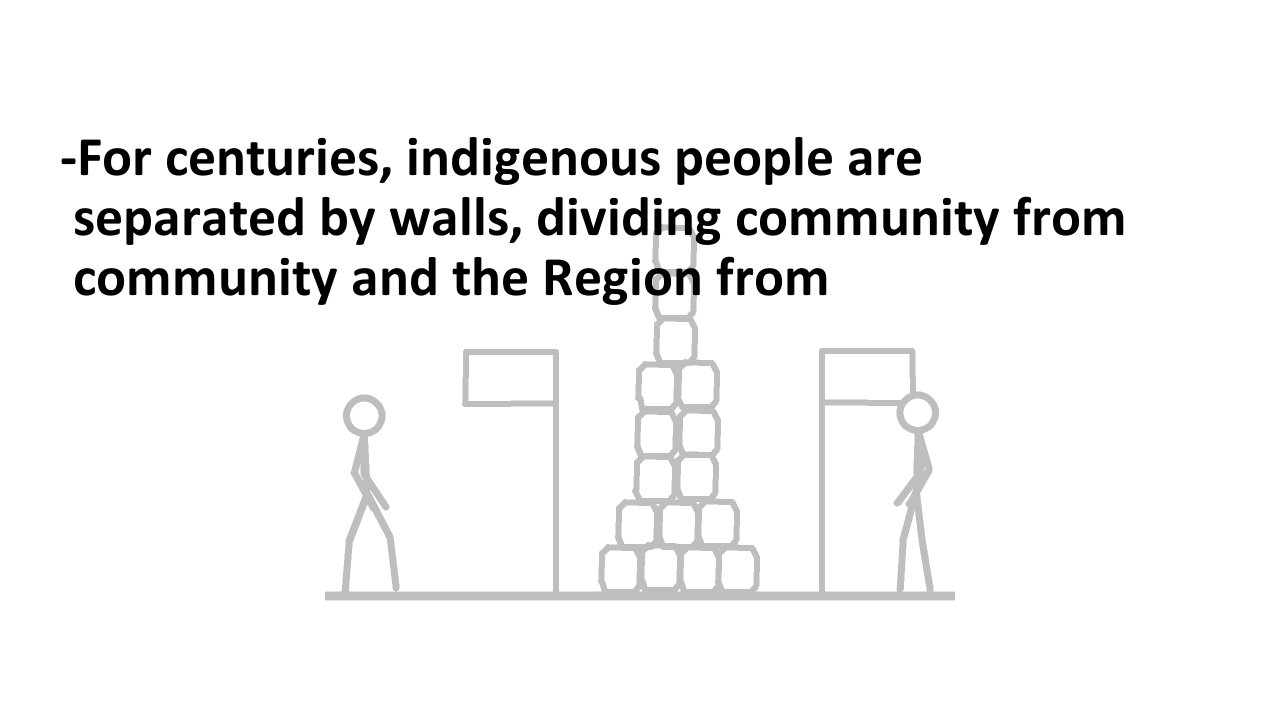 -For centuries, indigenous people are
separated by walls, dividing community from
community and the Region from